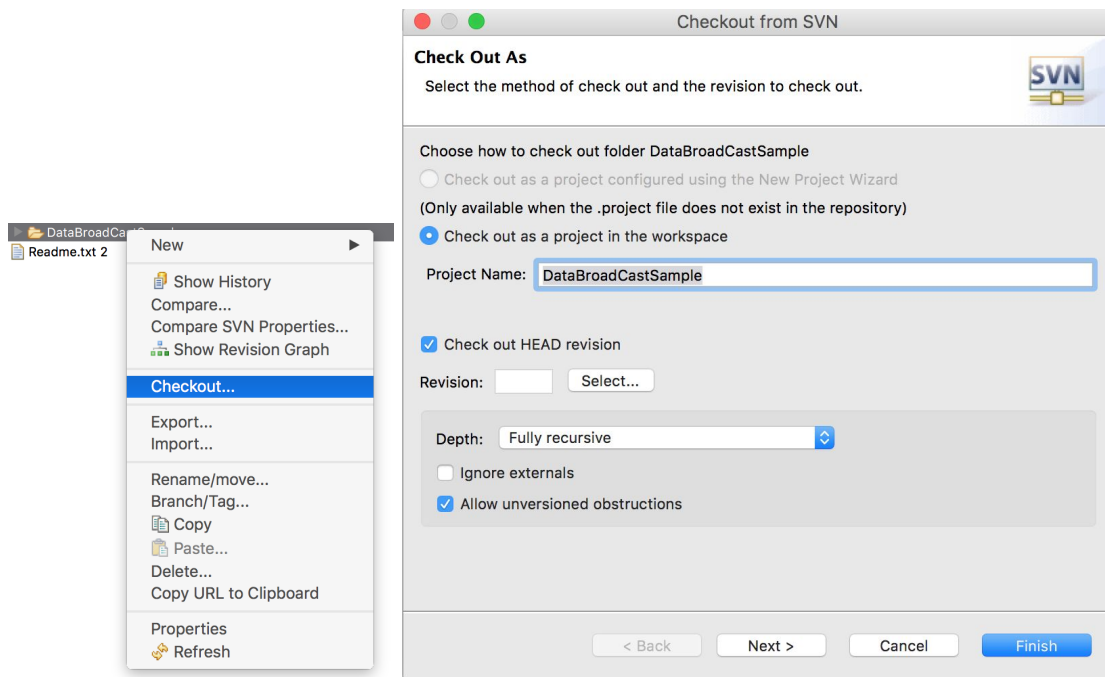 DataBroadCa
Readme.txt 2
New
Show History
Compare...
Compare SVN Properties...
Show Revision Graph
Checkout...
Export...
Import...
Rename/move...
Branch/Tag...
Copy
Paste...
Delete...
Copy URL to Clipboard
Properties
Refresh
Checkout from SVN
Check Out As
Select the method of check out and the revision to check out.
SVN
Choose how to check out folder DataBroadCastSample
Check out as a project configured using the New Project Wizard
(Only available when the .project file does not exist in the repository)
Check out as a project in the workspace
Project Name: DataBroadCastSample
Check out HEAD revision
Revision: Select...
Depth: Fully recursive
Ignore externals
Allow unversioned obstructions
< Back Next > Cancel Finish